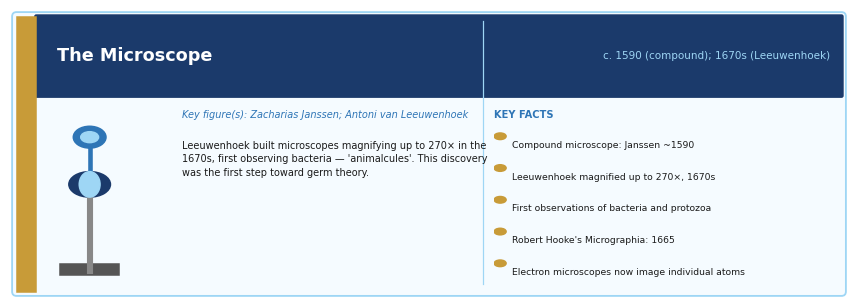 The Microscope
c. 1590 (compound); 1670s (Leeuwenhoek)
Key figure(s): Zacharias Janssen; Antoni van Leeuwenhoek
Leeuwenhoek built microscopes magnifying up to 270× in the
1670s, first observing bacteria — 'animalcules'. This discovery
was the first step toward germ theory.
KEY FACTS
Compound microscope: Janssen ~1590
Leeuwenhoek magnified up to 270×, 1670s
First observations of bacteria and protozoa
Robert Hooke's Micrographia: 1665
Electron microscopes now image individual atoms